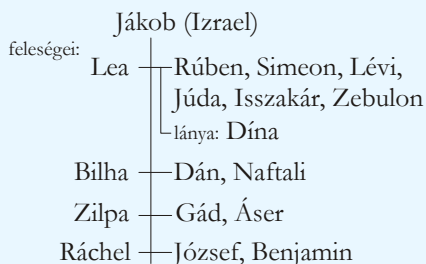 Jákob (Izrael)
feleségei:
Lea Rúben, Simeon, Lévi,
Júda, Isszakár, Zebulon
lánya: Dína
Bilha Dán, Naftali
Zilpa Gád, Áser
Ráchel József, Benjamin